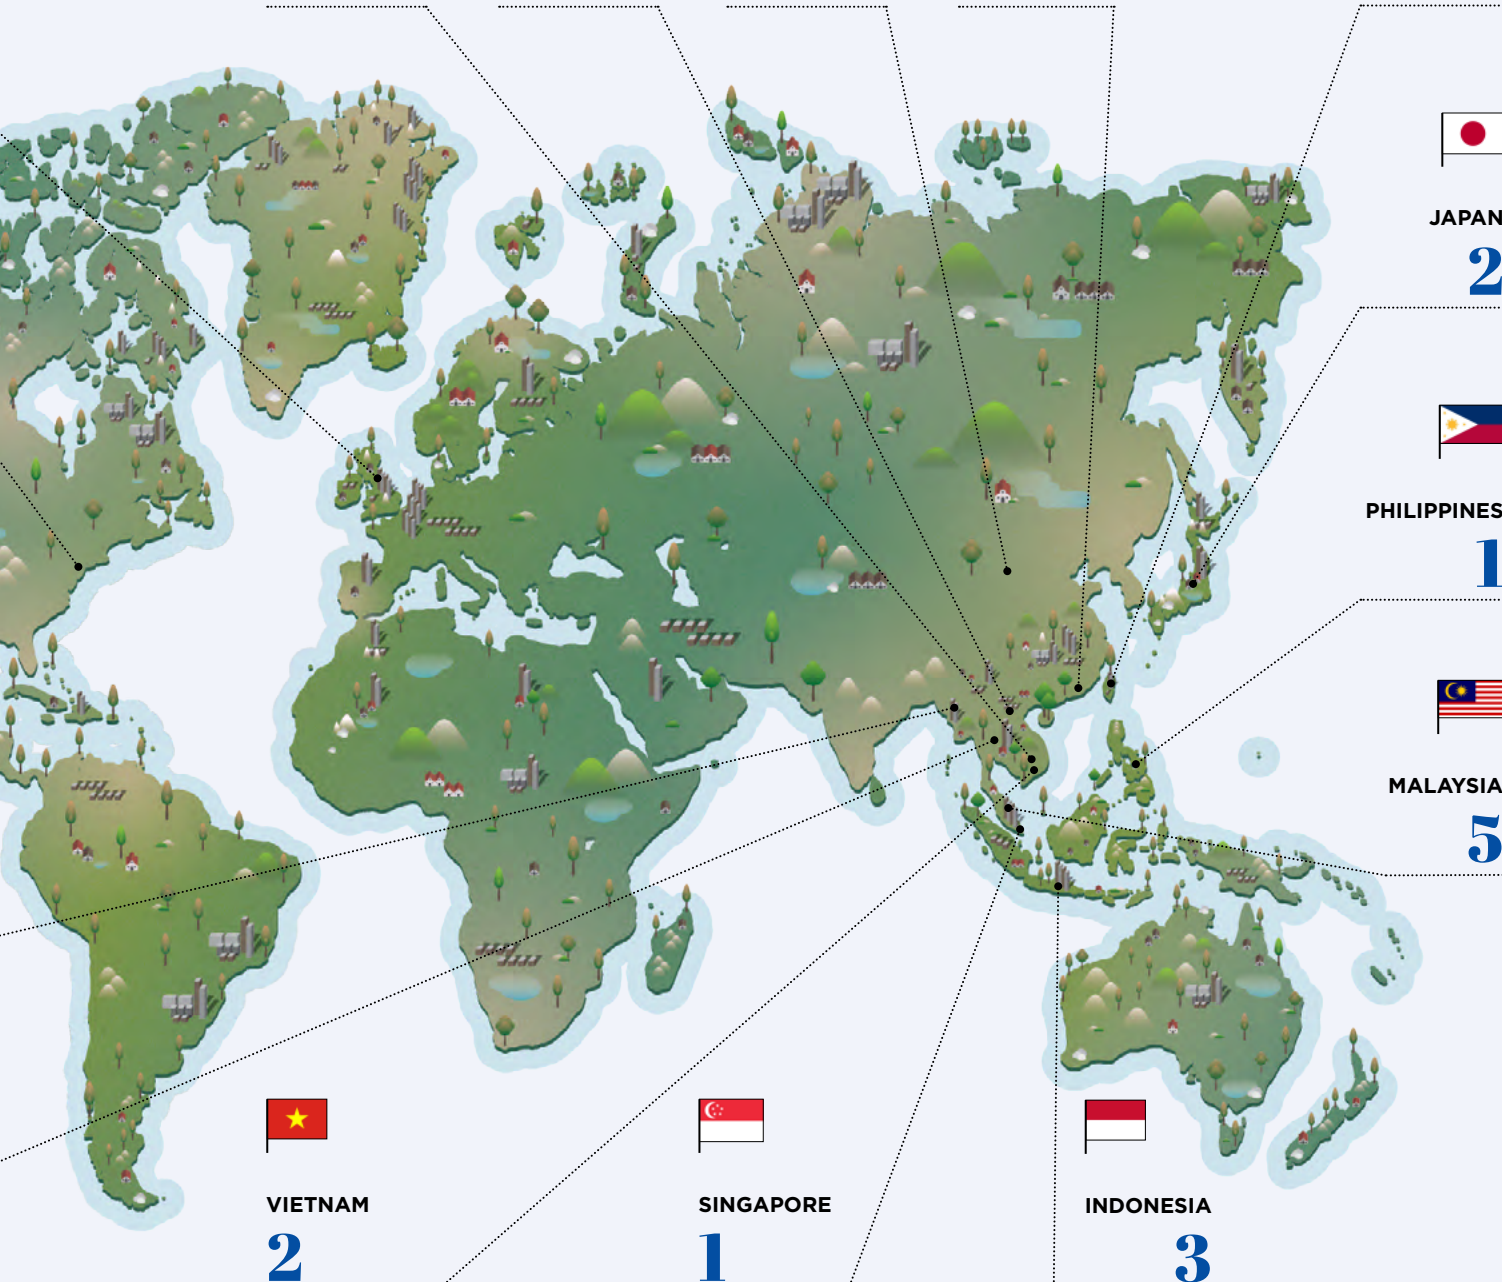 JAPAN
2
PHILIPPINES
1
MALAYSIA
5
VIETNAM
2
SINGAPORE
1
INDONESIA
3